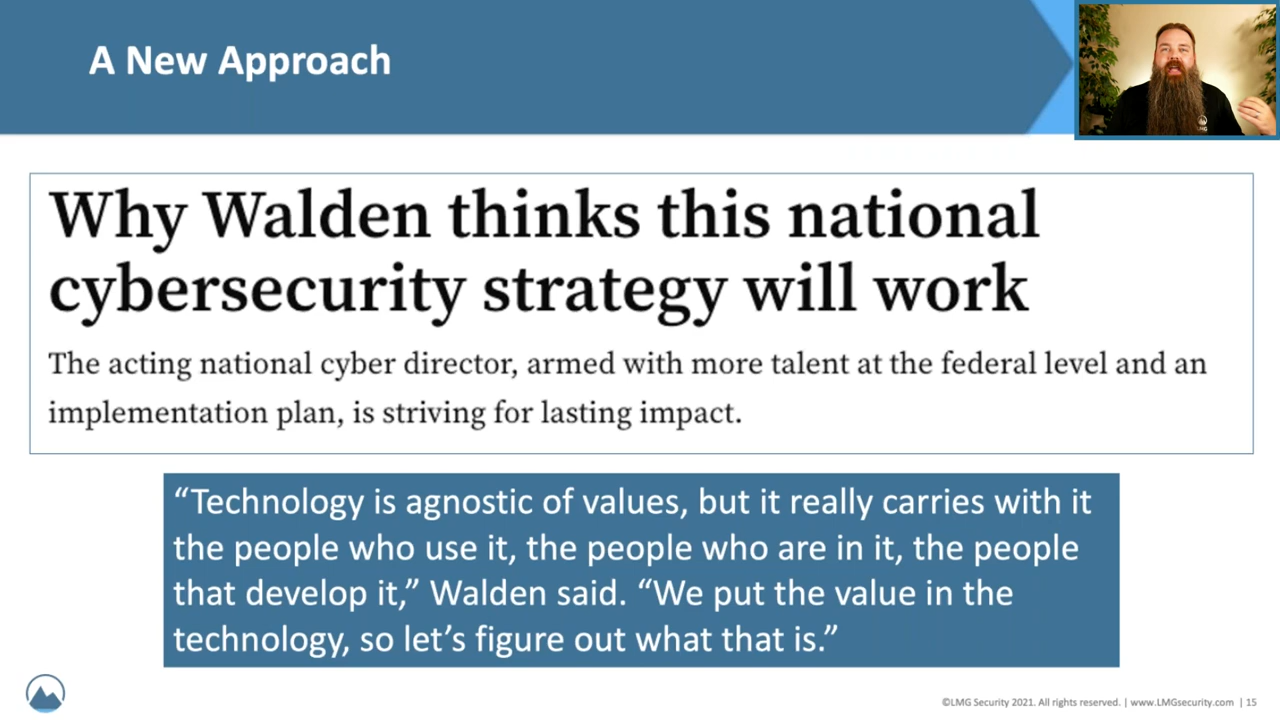 A New Approach
Why Walden thinks this national
cybersecurity strategy will work
The acting national cyber director, armed with more talent at the federal level and an
implementation plan, is striving for lasting impact.
“Technology is agnostic of values, but it really carries with it
the people who use it, the people who are in it, the people
that develop it,” Walden said. “We put the value in the
technology, so let’s figure out what that is.”
©LMG Security 2021. All rights reserved. | www.LMGsecurity.com | 15